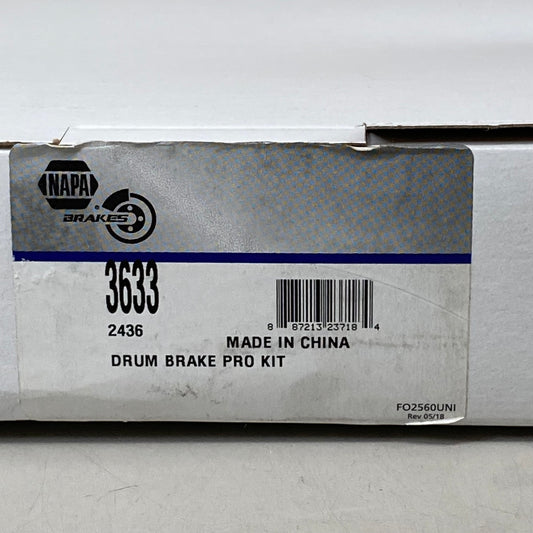 NAPA
BRAKES
3633
2436
8 87213 23718 4
MADE IN CHINA
DRUM BRAKE PRO KIT
FO2560UNI
Rev 05/18